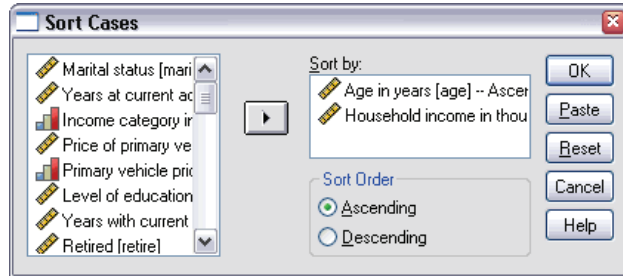 Sort Cases
Marital status [mari
Years at current ad
Income category in
Price of primary ve
Primary vehicle pric
Level of education
Years with current
Retired [retire]
Sort by:
Age in years [age] -- Ascer
Household income in thou
Sort Order
Ascending
Descending
OK
Paste
Reset
Cancel
Help